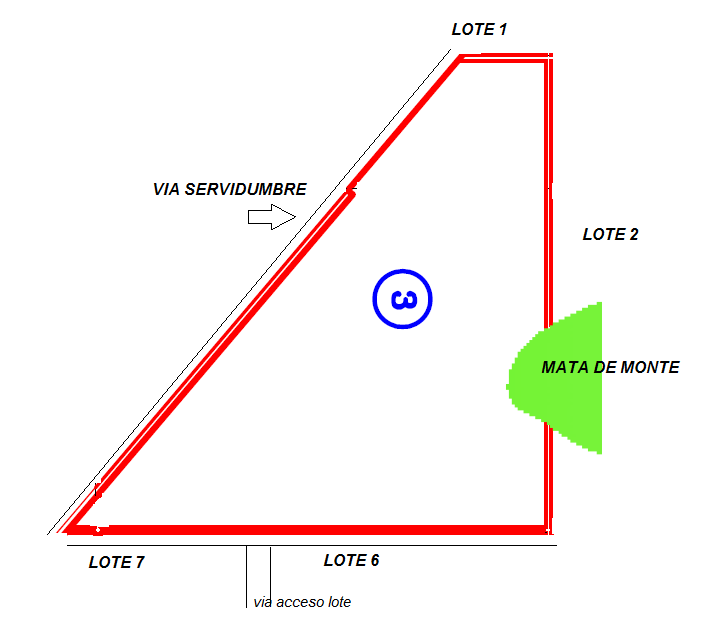 LOTE 1
VIA SERVIDUMBRE
LOTE 2
3
MATA DE MONTE
LOTE 7
LOTE 6
via acceso lote